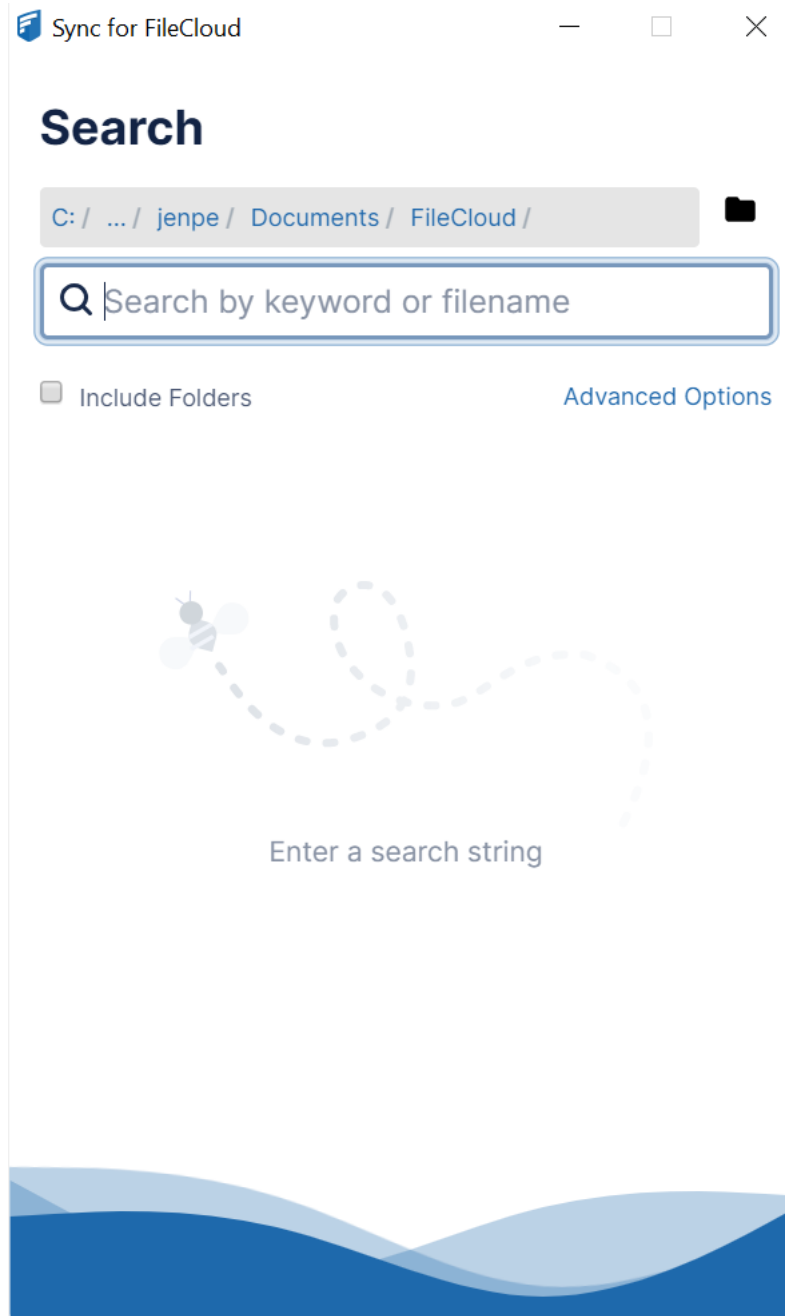 Sync for FileCloud
Search
C: / ... / jenpe / Documents / FileCloud /
Search by keyword or filename
Include Folders Advanced Options
Enter a search string